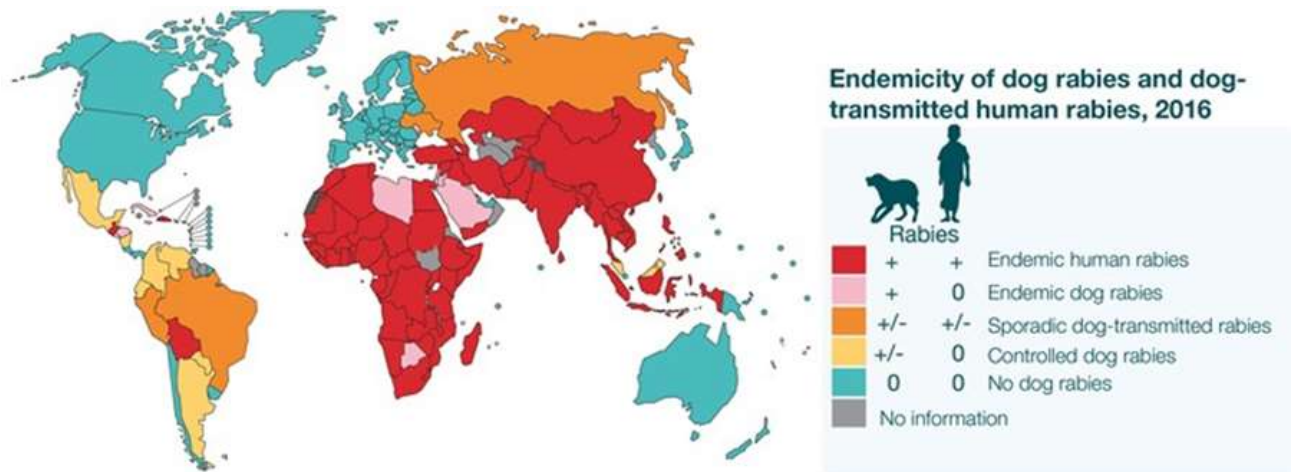 Endemicity of dog rabies and dog-
transmitted human rabies, 2016
Rabies
+ + Endemic human rabies
+ 0 Endemic dog rabies
+/- +/- Sporadic dog-transmitted rabies
+/- 0 Controlled dog rabies
0 0 No dog rabies
No information